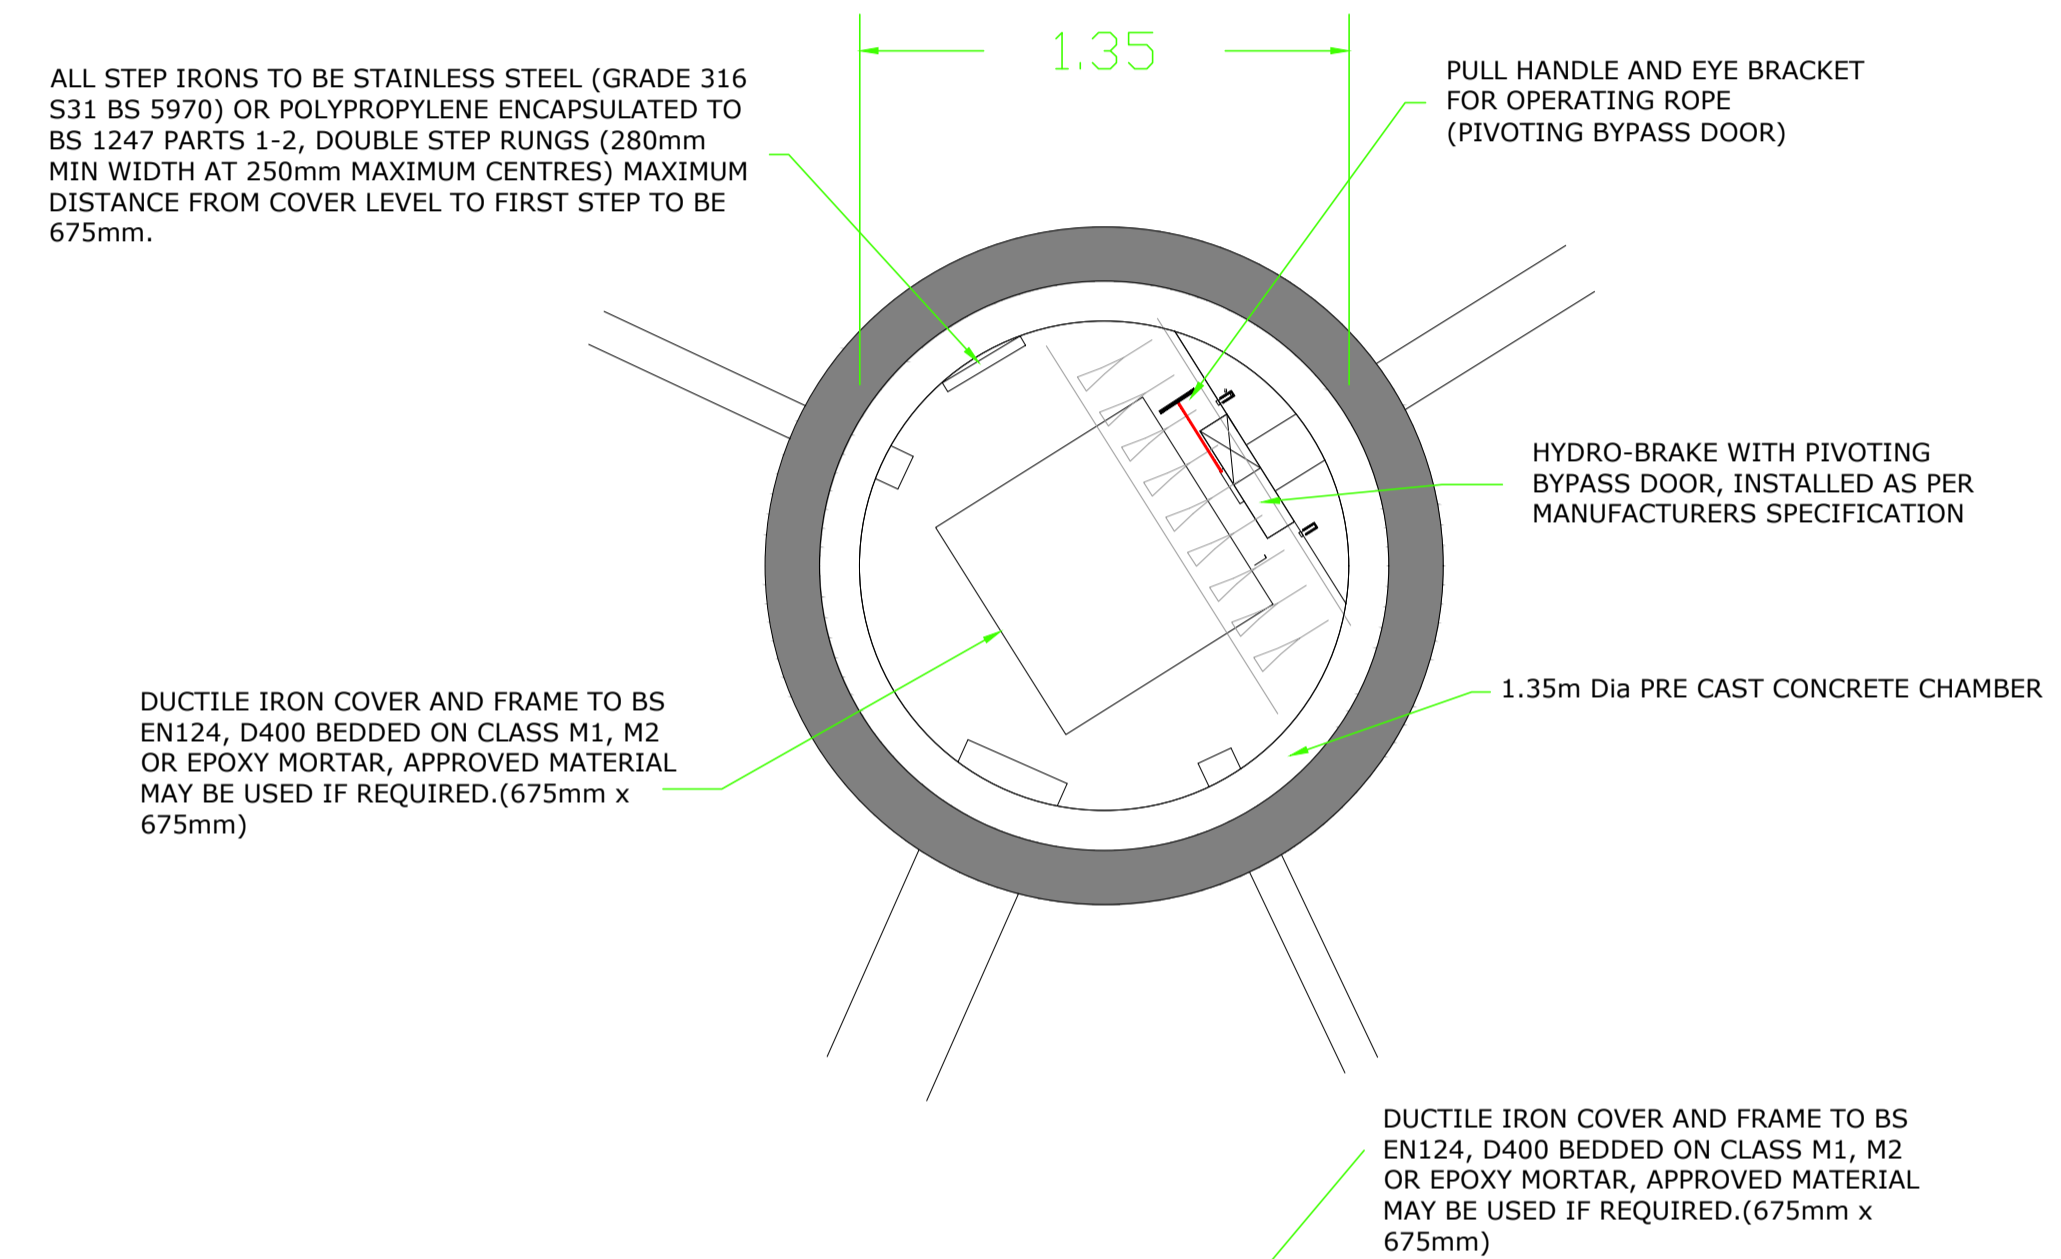 1.35
ALL STEP IRONS TO BE STAINLESS STEEL (GRADE 316
S31 BS 5970) OR POLYPROPYLENE ENCAPSULATED TO
BS 1247 PARTS 1-2, DOUBLE STEP RUNGS (280mm
MIN WIDTH AT 250mm MAXIMUM CENTRES) MAXIMUM
DISTANCE FROM COVER LEVEL TO FIRST STEP TO BE
675mm.
PULL HANDLE AND EYE BRACKET
FOR OPERATING ROPE
(PIVOTING BYPASS DOOR)
HYDRO-BRAKE WITH PIVOTING
BYPASS DOOR, INSTALLED AS PER
MANUFACTURERS SPECIFICATION
1.35m Dia PRE CAST CONCRETE CHAMBER
DUCTILE IRON COVER AND FRAME TO BS
EN124, D400 BEDDED ON CLASS M1, M2
OR EPOXY MORTAR, APPROVED MATERIAL
MAY BE USED IF REQUIRED.(675mm x
675mm)
DUCTILE IRON COVER AND FRAME TO BS
EN124, D400 BEDDED ON CLASS M1, M2
OR EPOXY MORTAR, APPROVED MATERIAL
MAY BE USED IF REQUIRED.(675mm x
675mm)